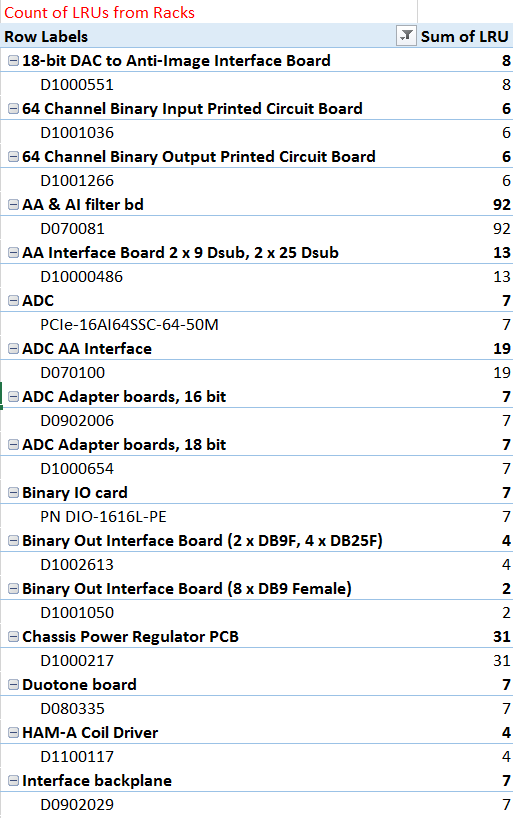 Count of LRUs from Racks
Row Labels Sum of LRU
18-bit DAC to Anti-Image Interface Board 8
D1000551 8
64 Channel Binary Input Printed Circuit Board 6
D1001036 6
64 Channel Binary Output Printed Circuit Board 6
D1001266 6
AA & AI filter bd 92
D070081 92
AA Interface Board 2 x 9 Dsub, 2 x 25 Dsub 13
D10000486 13
ADC 7
PCIe-16AI64SSC-64-50M 7
ADC AA Interface 19
D070100 19
ADC Adapter boards, 16 bit 7
D0902006 7
ADC Adapter boards, 18 bit 7
D1000654 7
Binary IO card 7
PN DIO-1616L-PE 7
Binary Out Interface Board (2 x DB9F, 4 x DB25F) 4
D1002613 4
Binary Out Interface Board (8 x DB9 Female) 2
D1001050 2
Chassis Power Regulator PCB 31
D1000217 31
Duotone board 7
D080335 7
HAM-A Coil Driver 4
D1100117 4
Interface backplane 7
D0902029 7